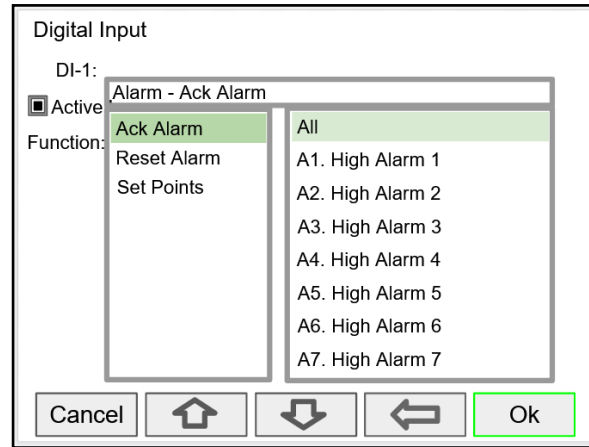 Digital Input
DI-1:
Alarm - Ack Alarm
Active
Function:
Ack Alarm
Reset Alarm
Set Points
All
A1. High Alarm 1
A2. High Alarm 2
A3. High Alarm 3
A4. High Alarm 4
A5. High Alarm 5
A6. High Alarm 6
A7. High Alarm 7
Cancel
Ok